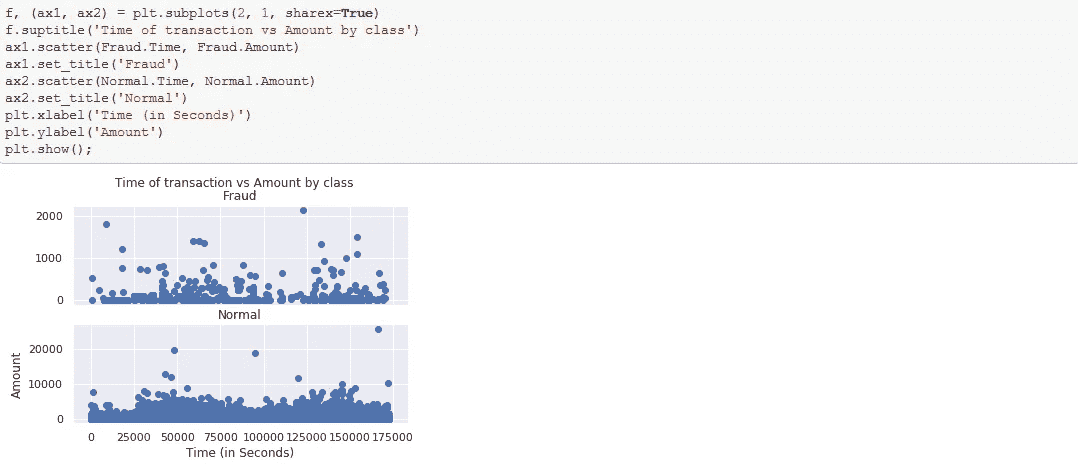 f, (ax1, ax2) = plt.subplots(2, 1, sharex=True)
f.suptitle('Time of transaction vs Amount by class')
ax1.scatter(Fraud.Time, Fraud.Amount)
ax1.set_title('Fraud')
ax2.scatter(Normal.Time, Normal.Amount)
ax2.set_title('Normal')
plt.xlabel('Time (in Seconds)')
plt.ylabel('Amount')
plt.show();
Time of transaction vs Amount by class
Fraud
2000
1000
0
Normal
20000
10000
0
Amount
0 25000 50000 75000 100000 125000 150000 175000
Time (in Seconds)